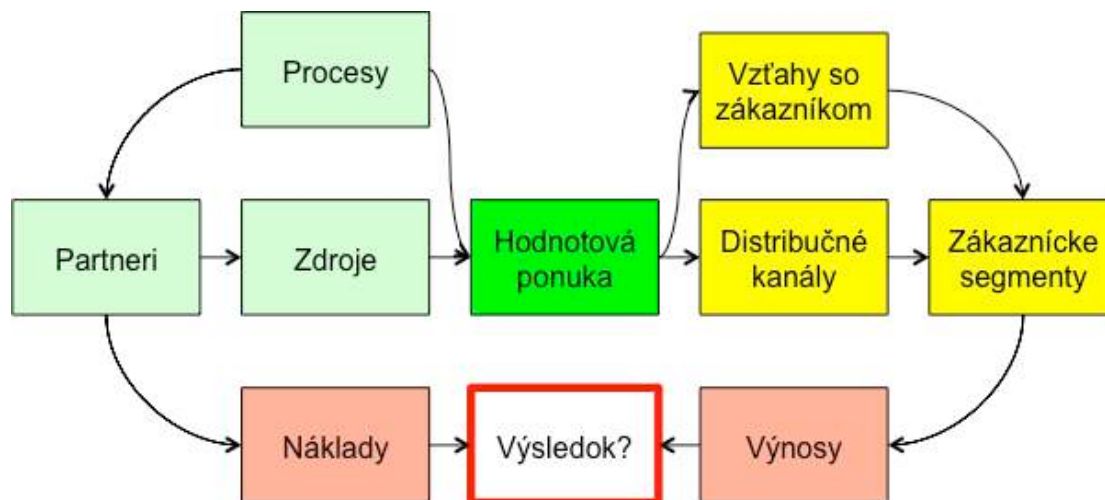 Procesy
Vzťahy so
zákazníkom
Partneri
Zdroje
Hodnotová
ponuka
Distribučné
kanály
Zákaznícke
segmenty
Náklady
Výsledok?
Výnosy